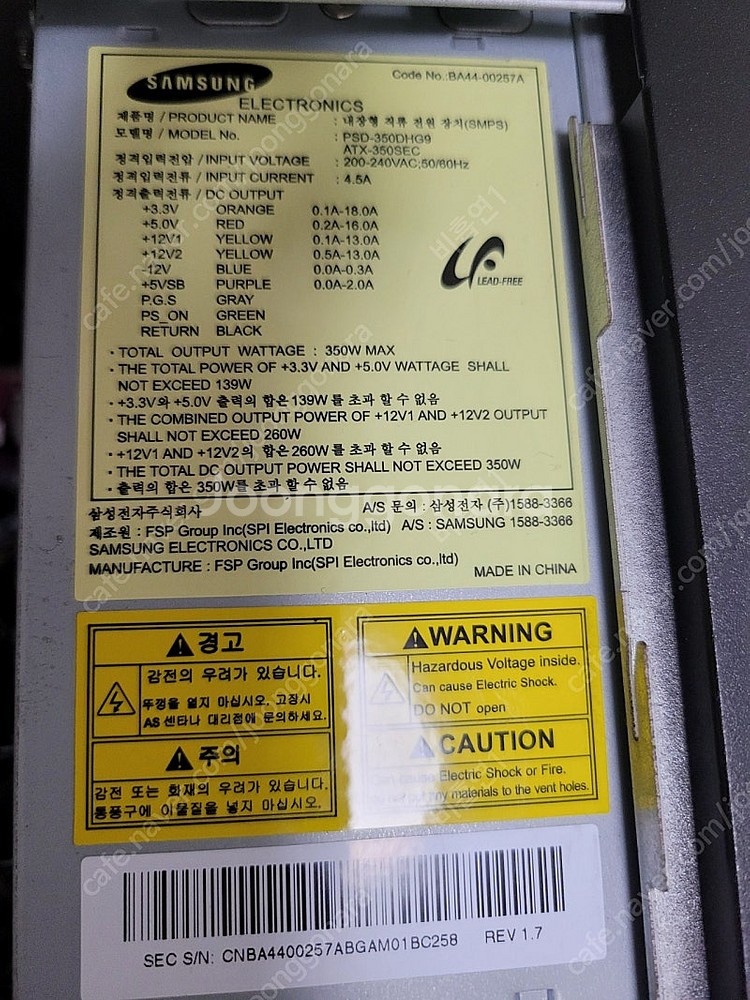 SAMSUNG
Code No.:BA44-00257A
ELECTRONICS
제품명 / PRODUCT NAME : 내장형 직류 전원 장치(SMPS)
모델명 / MODEL No. : PSD-350DHG9
ATX-350SEC
정격입력전압 / INPUT VOLTAGE : 200-240VAC;50/60Hz
정격입력전류 / INPUT CURRENT : 4.5A
정격출력전류 / DC OUTPUT
+3.3V ORANGE 0.1A-18.0A
+5.0V RED 0.2A-16.0A
+12V1 YELLOW 0.1A-13.0A
+12V2 YELLOW 0.5A-13.0A
-12V BLUE 0.0A-0.3A
+5VSB PURPLE 0.0A-2.0A
P.G.S GRAY
PS_ON GREEN
RETURN BLACK
LEAD-FREE
· TOTAL OUTPUT WATTAGE : 350W MAX
· THE TOTAL POWER OF +3.3V AND +5.0V WATTAGE SHALL
NOT EXCEED 139W
· +3.3V와 +5.0V 출력의 합은 139W를 초과 할 수 없음
· THE COMBINED OUTPUT POWER OF +12V1 AND +12V2 OUTPUT
SHALL NOT EXCEED 260W
· +12V1 AND +12V2의 합은 260W를 초과 할 수 없음
· THE TOTAL DC OUTPUT POWER SHALL NOT EXCEED 350W
· 출력의 합은 350W를 초과 할 수 없음
삼성전자주식회사 A/S 문의 : 삼성전자 (주)1588-3366
제조원 : FSP Group Inc(SPI Electronics co.,ltd) A/S : SAMSUNG 1588-3366
SAMSUNG ELECTRONICS CO.,LTD
MANUFACTURE : FSP Group Inc(SPI Electronics co.,ltd)
MADE IN CHINA
경고
감전의 우려가 있습니다.
뚜껑을 열지 마십시오. 고장시
AS센타나 대리점에 문의하세요.
주의
감전 또는 화재의 우려가 있습니다.
통풍구에 이물질을 넣지 마십시오.
WARNING
Hazardous Voltage inside.
Can cause Electric Shock.
DO NOT open
CAUTION
cause Electric Shock or Fire.
put any materials to the vent holes.
SEC S/N: CNBA4400257ABGAM01BC258 REV 1.7
Joonggonara
비흘연1
cafe.naver.com/joonggonara